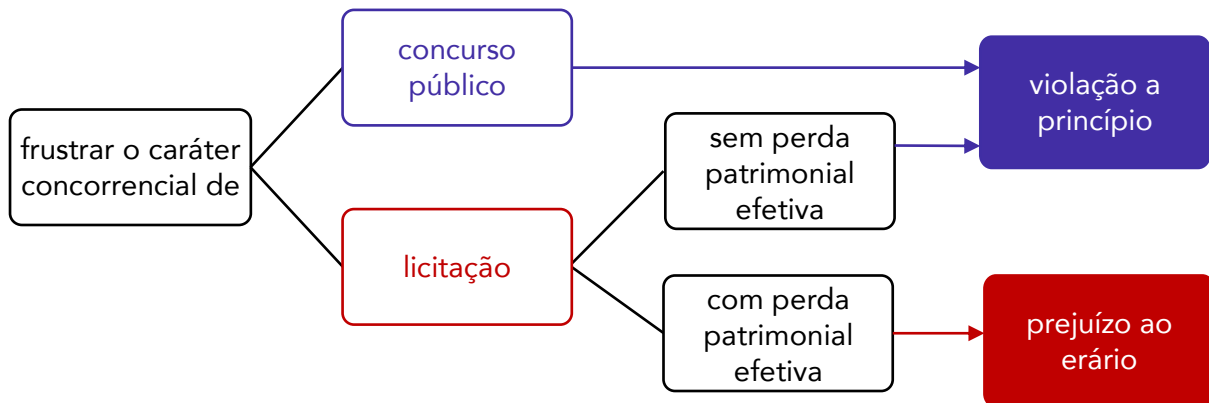 frustrar o caráter
concorrencial de
concurso
público
licitação
sem perda
patrimonial
efetiva
com perda
patrimonial
efetiva
violação a
princípio
prejuízo ao
erário